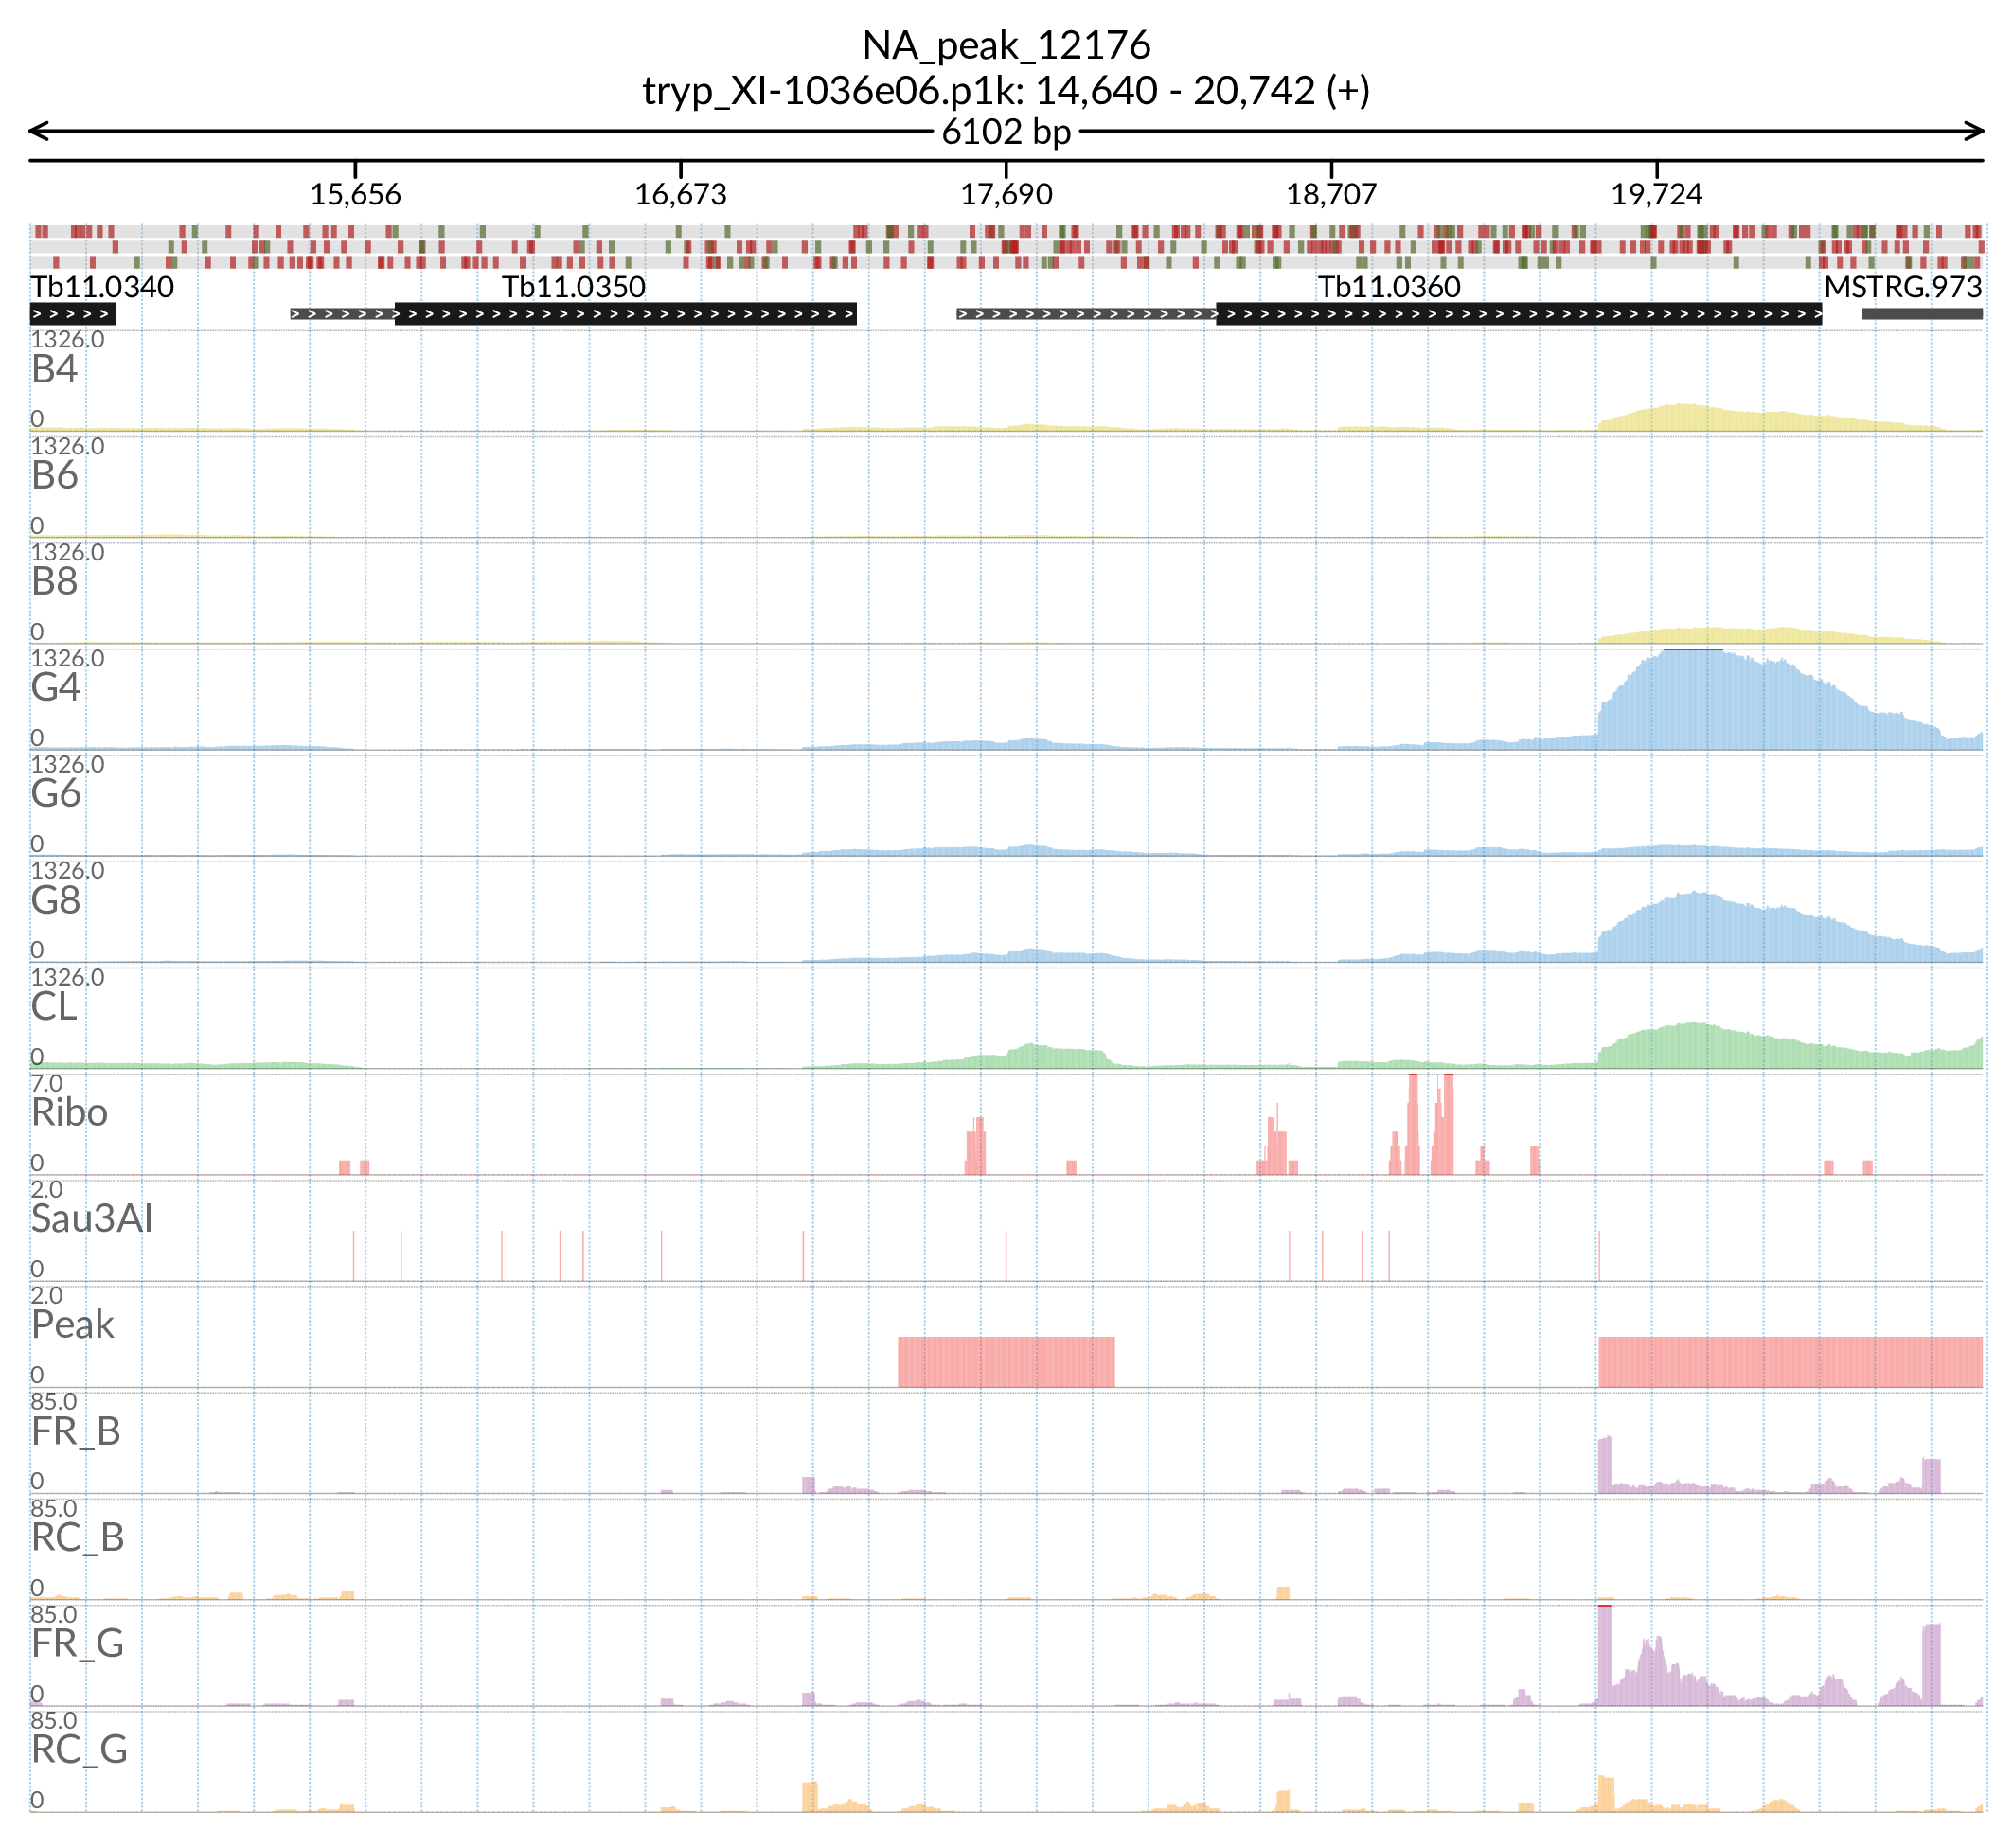 NA_peak_12176
tryp_XI-1036e06.p1k: 14,640 - 20,742 (+)
6102 bp
15,656 16,673 17,690 18,707 19,724
Tb11.0340 Tb11.0350 Tb11.0360 MSTRG.973
1326.0
B4
0
1326.0
B6
0
1326.0
B8
0
1326.0
G4
0
1326.0
G6
0
1326.0
G8
0
1326.0
CL
0
7.0
Ribo
0
2.0
Sau3AI
0
2.0
Peak
0
85.0
FR_B
0
85.0
RC_B
0
85.0
FR_G
0
85.0
RC_G
0